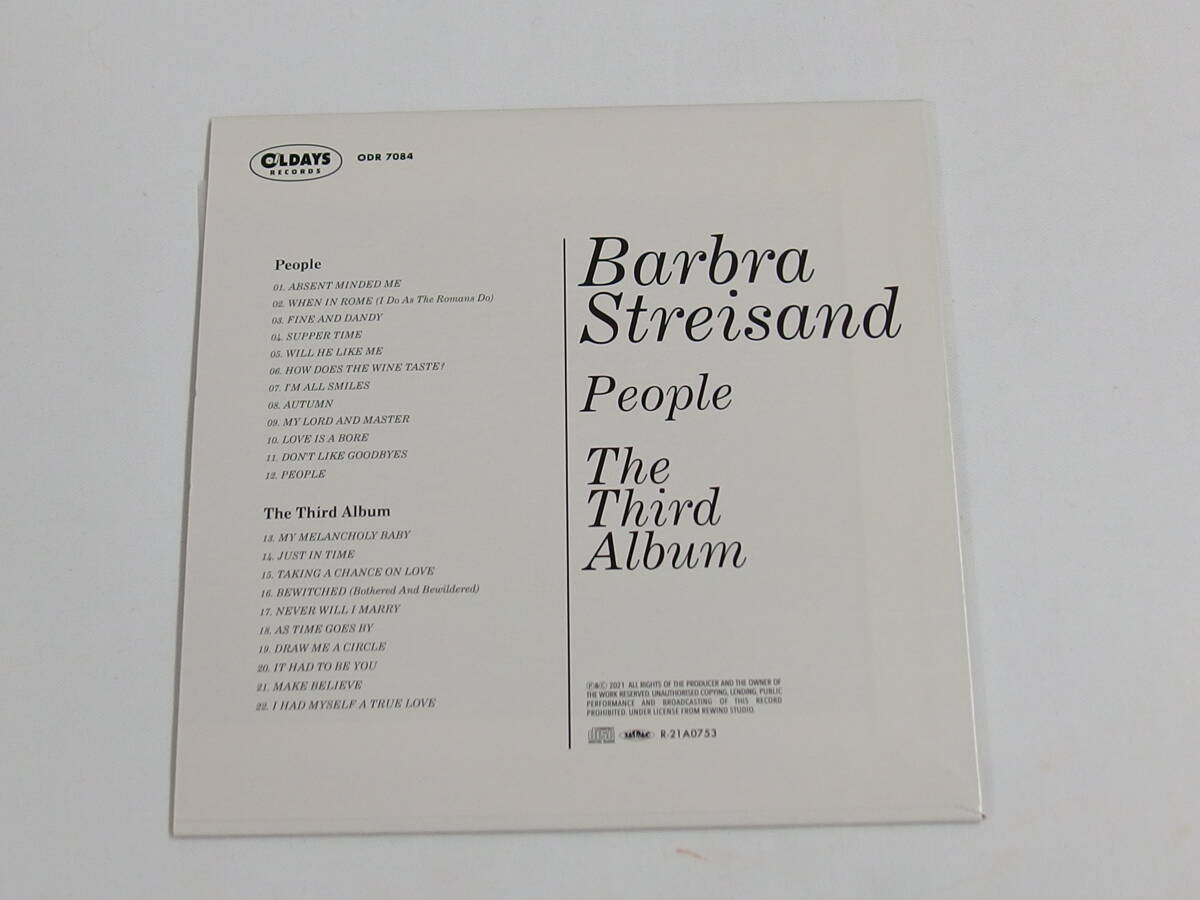 OLDAYS
RECORDS
ODR 7084
People
01. ABSENT MINDED ME
02. WHEN IN ROME (I Do As The Romans Do)
03. FINE AND DANDY
04. SUPPER TIME
05. WILL HE LIKE ME
06. HOW DOES THE WINE TASTE?
07. I'M ALL SMILES
08. AUTUMN
09. MY LORD AND MASTER
10. LOVE IS A BORE
11. DON'T LIKE GOODBYES
12. PEOPLE
The Third Album
13. MY MELANCHOLY BABY
14. JUST IN TIME
15. TAKING A CHANCE ON LOVE
16. BEWITCHED (Bothered And Bewildered)
17. NEVER WILL I MARRY
18. AS TIME GOES BY
19. DRAW ME A CIRCLE
20. IT HAD TO BE YOU
21. MAKE BELIEVE
22. I HAD MYSELF A TRUE LOVE
Barbra
Streisand
People
The
Third
Album
Ⓟ&© 2021 ALL RIGHTS OF THE PRODUCER AND THE OWNER OF
THE WORK RESERVED. UNAUTHORISED COPYING, LENDING, PUBLIC
PERFORMANCE AND BROADCASTING OF THIS RECORD
PROHIBITED. UNDER LICENSE FROM REWIND STUDIO.
JASRAC R-21A0753